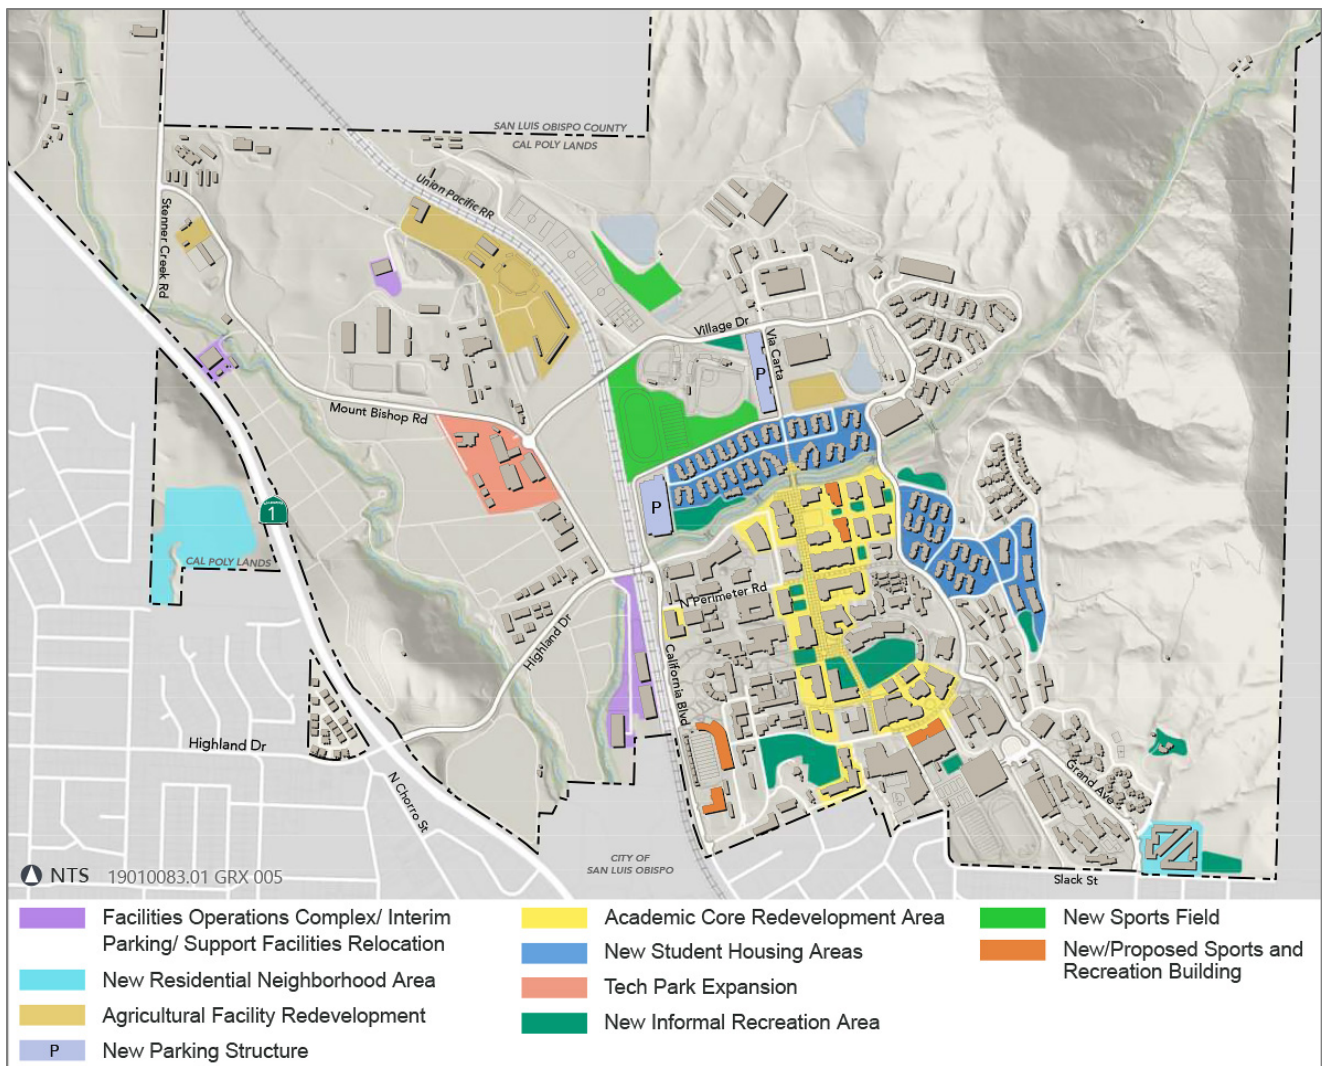 SAN LUIS OBISPO COUNTY
CAL POLY LANDS
Union Pacific RR
Stenner Creek Rd
Village Dr
Via Carta
P
Mount Bishop Rd
P
1
CAL POLY LANDS
N Perimeter Rd
Highland Dr
California Blvd
Highland Dr
N Chorro St
Grand Ave
CITY OF
SAN LUIS OBISPO
Slack St
NTS 19010083.01 GRX 005
Facilities Operations Complex/ Interim
Parking/ Support Facilities Relocation
New Residential Neighborhood Area
Agricultural Facility Redevelopment
P New Parking Structure
Academic Core Redevelopment Area
New Student Housing Areas
Tech Park Expansion
New Informal Recreation Area
New Sports Field
New/Proposed Sports and
Recreation Building